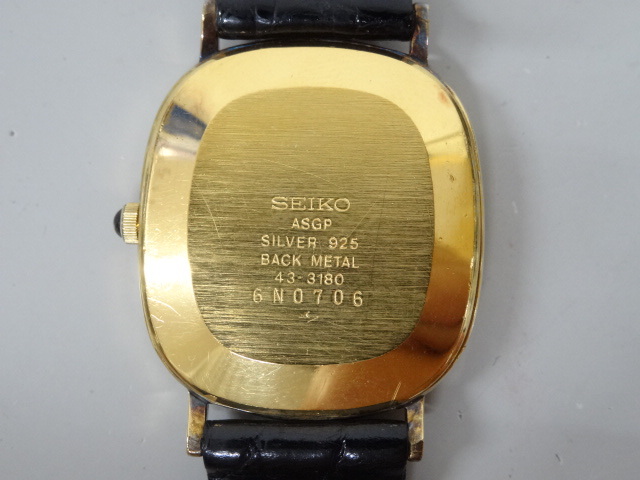 SEIKO
ASGP
SILVER 925
BACK METAL
43-3180
6N0706